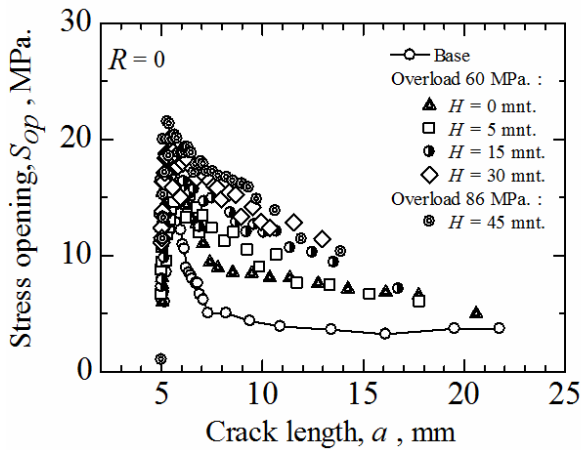 Stress opening, Sop , MPa.
30
20
10
0
R = 0
Base
Overload 60 MPa. :
H = 0 mnt.
H = 5 mnt.
H = 15 mnt.
H = 30 mnt.
Overload 86 MPa. :
H = 45 mnt.
5
10
15
20
25
Crack length, a , mm